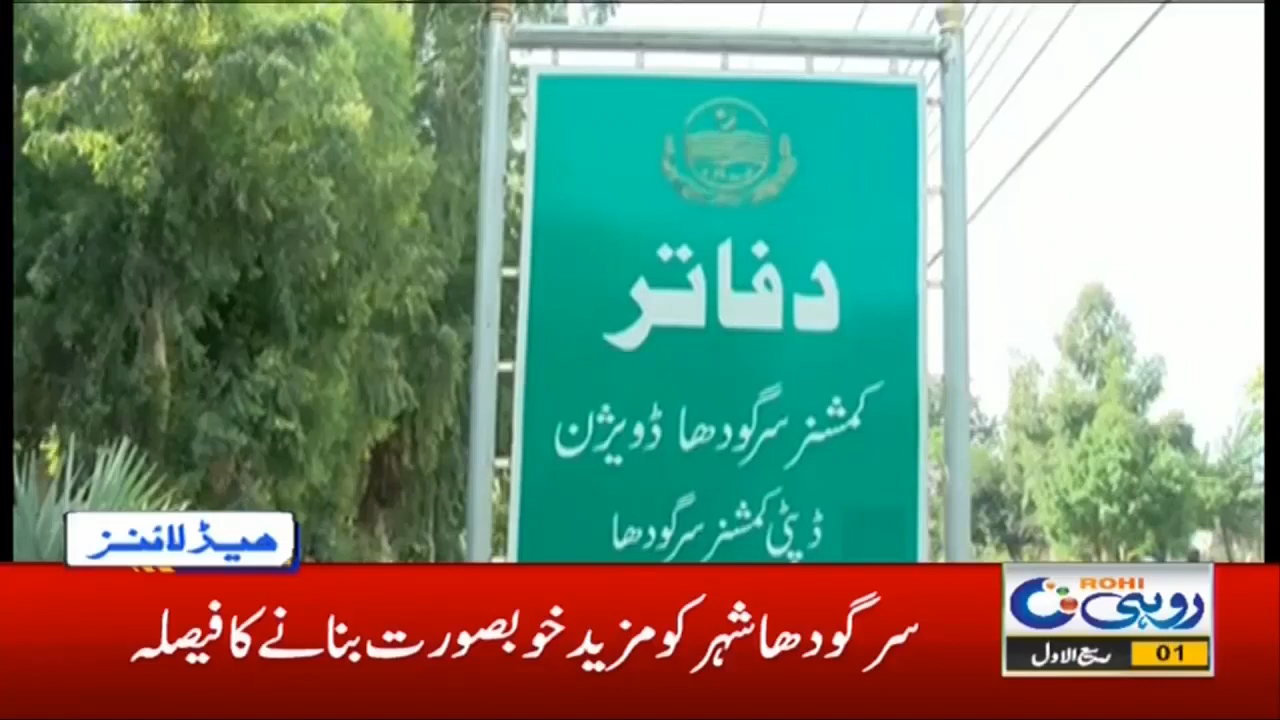 دفاتر
کمشنر سرگودھا ڈویژن
ڈپٹی کمشنر سرگودھا
ہیڈ لائنز
سرگودھا شہر کو مزید خوبصورت بنانے کا فیصلہ
ROHI
روہی
01 ربیع الاول